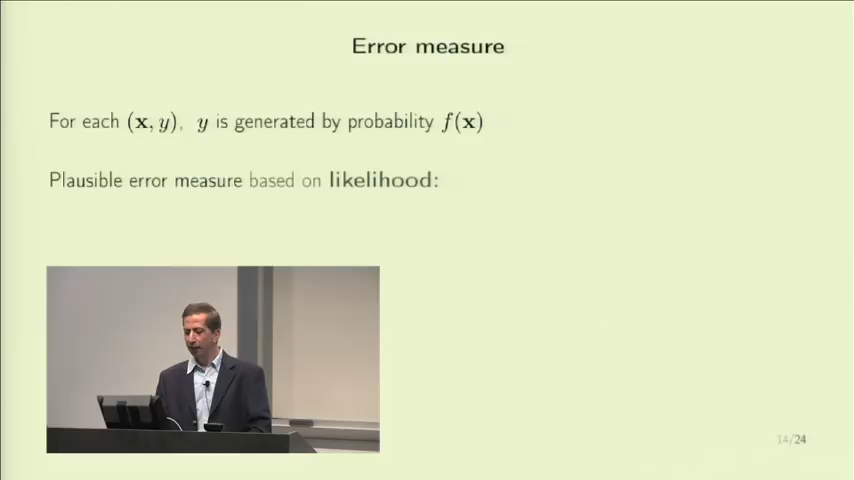 Error measure
For each (x, y), y is generated by probability f(x)
Plausible error measure based on likelihood:
14/24